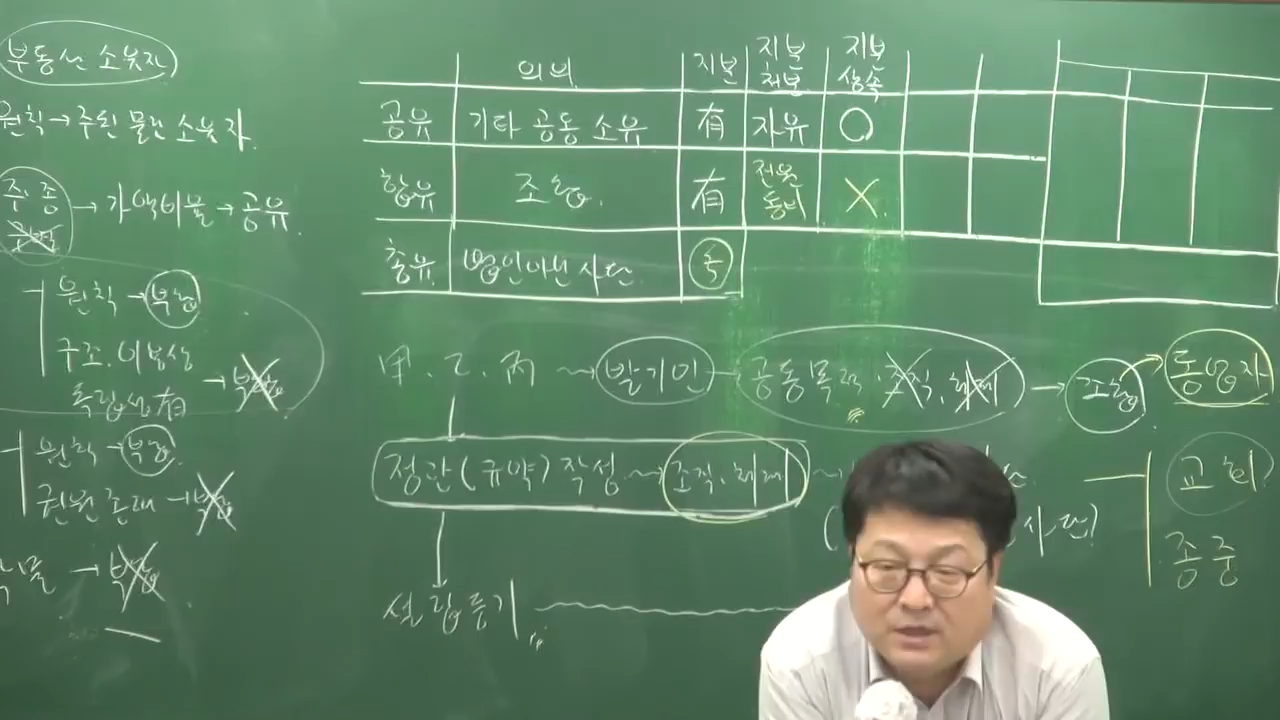 부동산 소유자
원칙→주된 물건 소유자
주, 종
구별
→ 가액비율→공유
원칙→부합
구조.이용상
독립성有 → 부합
원칙→부합
권원존재→부합
→부합
의의 지분 지분처분 지분상속
공유 기타 공동 소유 有 자유 O
합유 조합. 有 전원동의 X
총유 법인아닌 사단
甲. 乙. 丙 ~ 발기인 공동목적 조직.체계 → 조합 동업자
정관(규약) 작성 ~ 조직.체계
교회
사단)
종중
설립등기